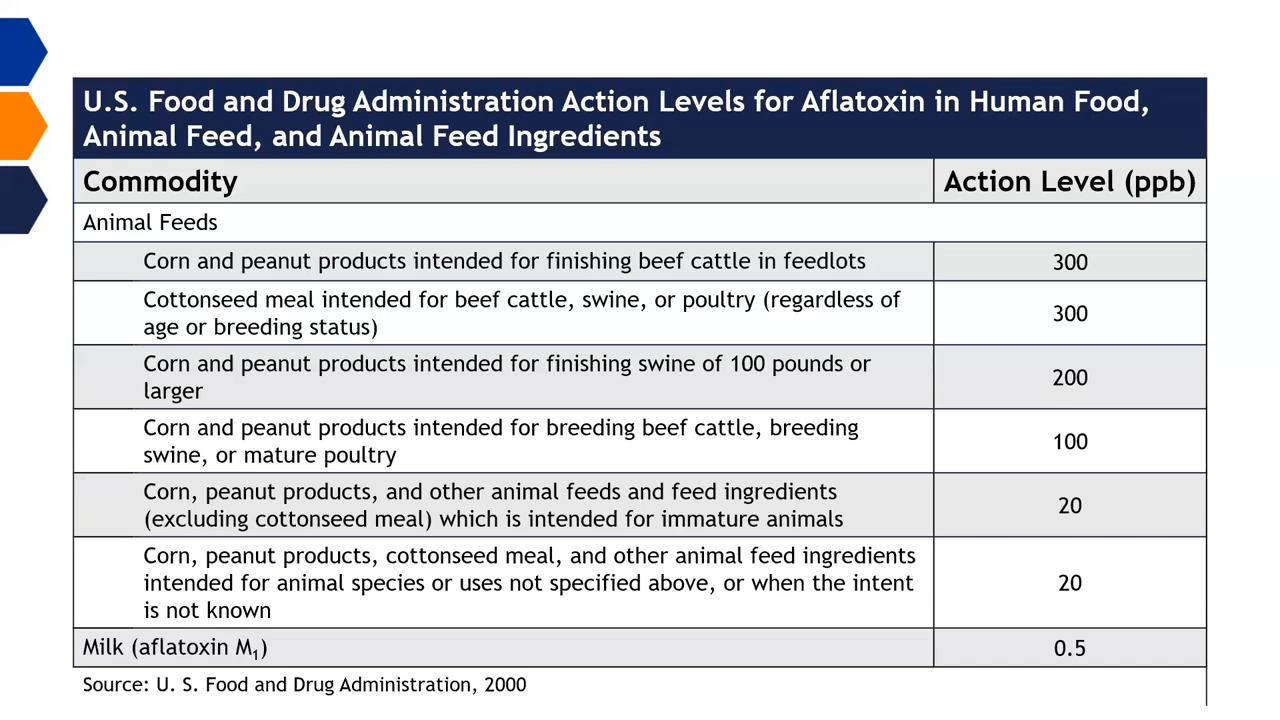 U.S. Food and Drug Administration Action Levels for Aflatoxin in Human Food,
Animal Feed, and Animal Feed Ingredients
Commodity Action Level (ppb)
Animal Feeds
Corn and peanut products intended for finishing beef cattle in feedlots 300
Cottonseed meal intended for beef cattle, swine, or poultry (regardless of
age or breeding status) 300
Corn and peanut products intended for finishing swine of 100 pounds or
larger 200
Corn and peanut products intended for breeding beef cattle, breeding
swine, or mature poultry 100
Corn, peanut products, and other animal feeds and feed ingredients
(excluding cottonseed meal) which is intended for immature animals 20
Corn, peanut products, cottonseed meal, and other animal feed ingredients
intended for animal species or uses not specified above, or when the intent
is not known 20
Milk (aflatoxin M₁) 0.5
Source: U. S. Food and Drug Administration, 2000